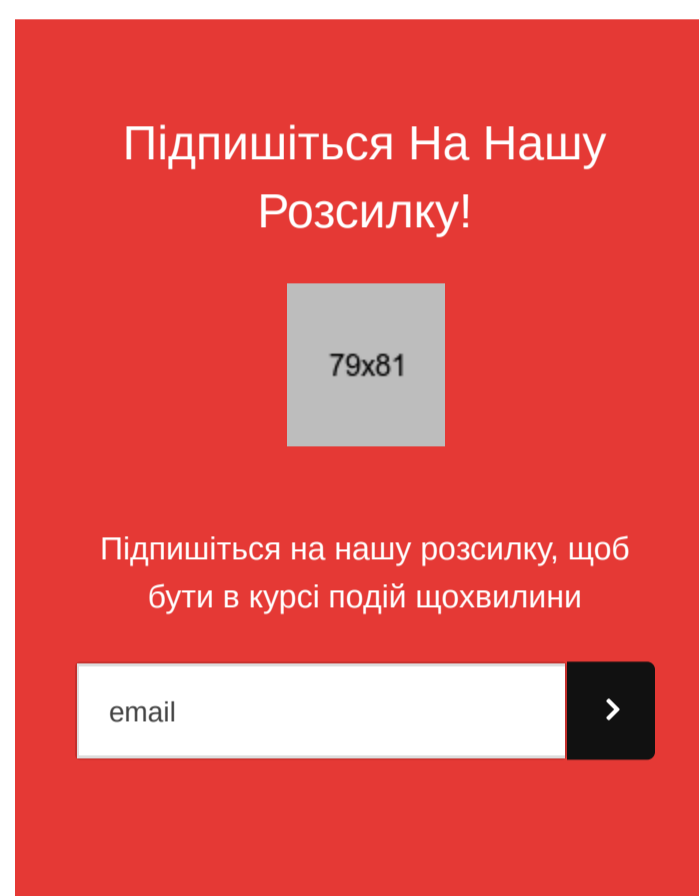 Підпишіться На Нашу
Розсилку!
79x81
Підпишіться на нашу розсилку, щоб
бути в курсі подій щохвилини
email